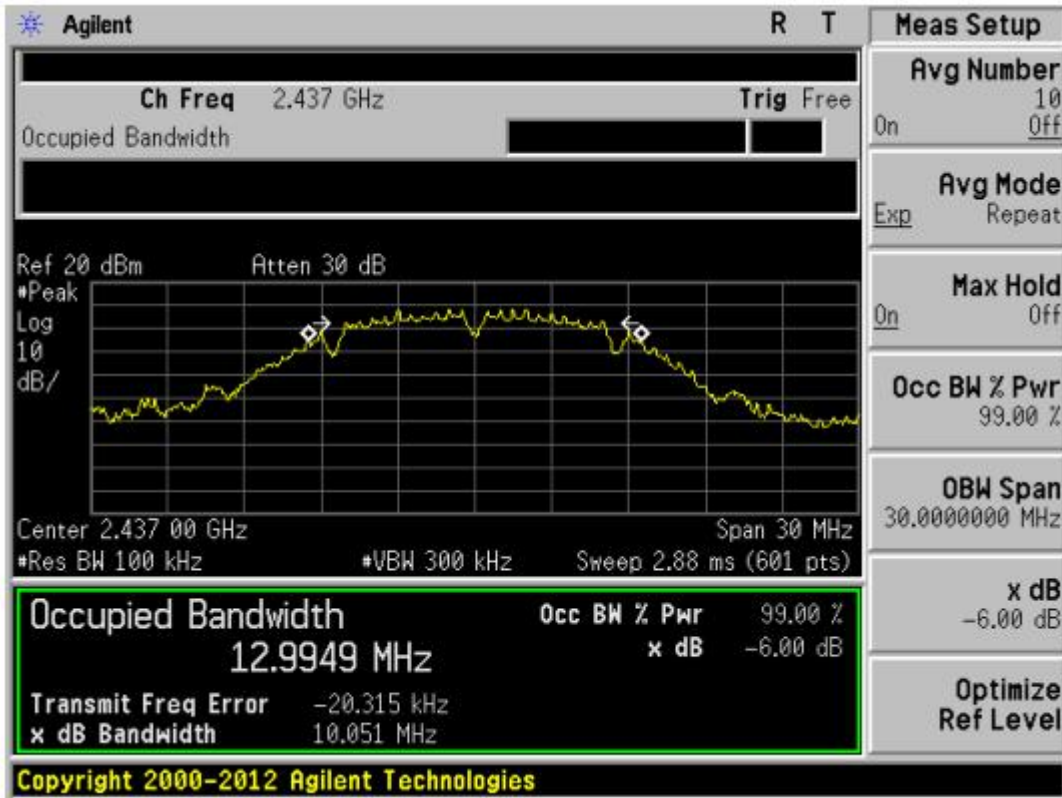 Agilent R T
Ch Freq 2.437 GHz Trig Free
Occupied Bandwidth
Ref 20 dBm Atten 30 dB
#Peak
Log
10
dB/
Center 2.437 00 GHz Span 30 MHz
#Res BW 100 kHz #VBW 300 kHz Sweep 2.88 ms (601 pts)
Occupied Bandwidth Occ BW % Pwr 99.00 %
12.9949 MHz x dB -6.00 dB
Transmit Freq Error -20.315 kHz
x dB Bandwidth 10.051 MHz
Copyright 2000-2012 Agilent Technologies
Meas Setup
Avg Number
10
On Off
Avg Mode
Exp Repeat
Max Hold
On Off
Occ BW % Pwr
99.00 %
OBW Span
30.0000000 MHz
x dB
-6.00 dB
Optimize
Ref Level